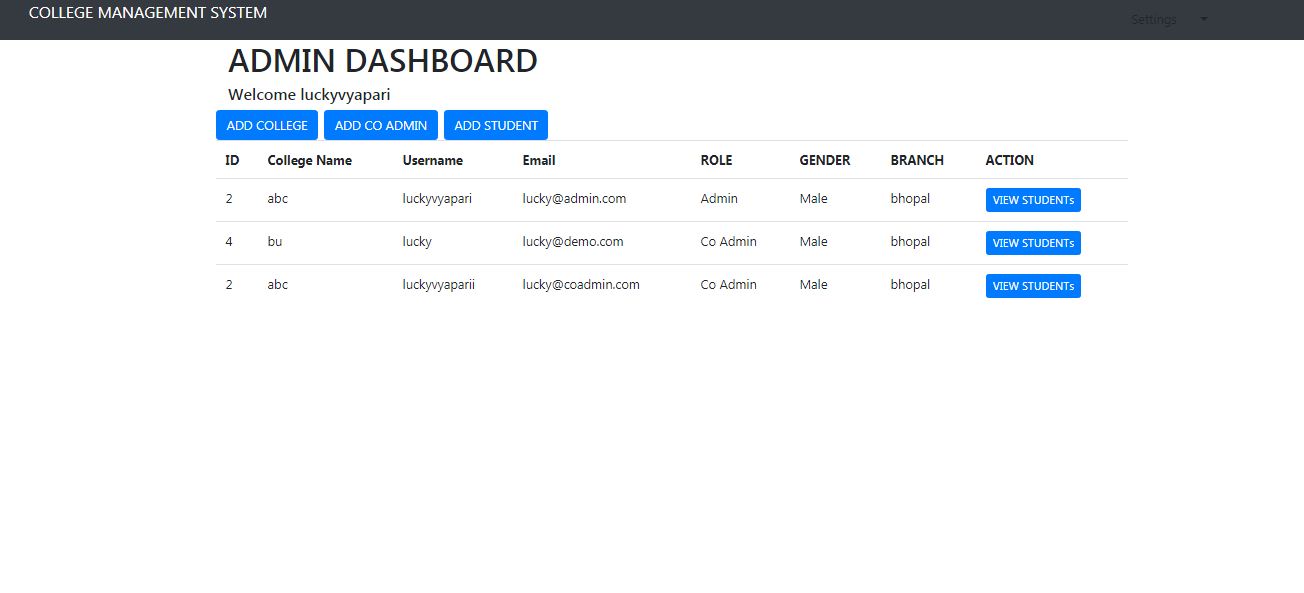 COLLEGE MANAGEMENT SYSTEM Settings
ADMIN DASHBOARD
Welcome luckyvyapari
ADD COLLEGE ADD CO ADMIN ADD STUDENT
ID College Name Username Email ROLE GENDER BRANCH ACTION
2 abc luckyvyapari lucky@admin.com Admin Male bhopal VIEW STUDENTs
4 bu lucky lucky@demo.com Co Admin Male bhopal VIEW STUDENTs
2 abc luckyvyaparii lucky@coadmin.com Co Admin Male bhopal VIEW STUDENTs